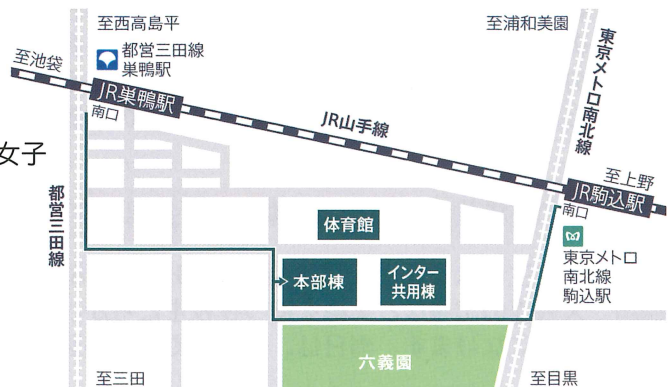 至西高島平
至浦和美園
都営三田線
巣鴨駅
至池袋
JR巣鴨駅
南口
JR山手線
東京メトロ南北線
女子
至上野
JR駒込駅
南口
都営三田線
体育館
東京メトロ
南北線
駒込駅
本部棟
インター
共用棟
六義園
至三田
至目黒